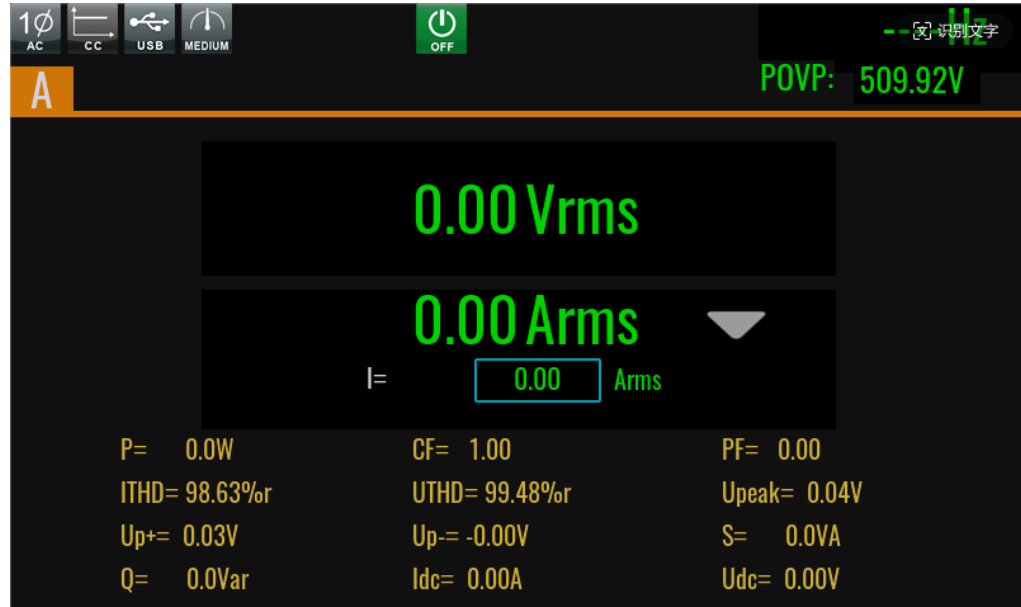 1Ø
AC
CC
USB
MEDIUM
OFF
Hz
识别文字
A
POVP: 509.92V
0.00 Vrms
0.00 Arms
I= 0.00 Arms
P= 0.0W CF= 1.00 PF= 0.00
ITHD= 98.63%r UTHD= 99.48%r Upeak= 0.04V
Up+= 0.03V Up-= -0.00V S= 0.0VA
Q= 0.0Var Idc= 0.00A Udc= 0.00V